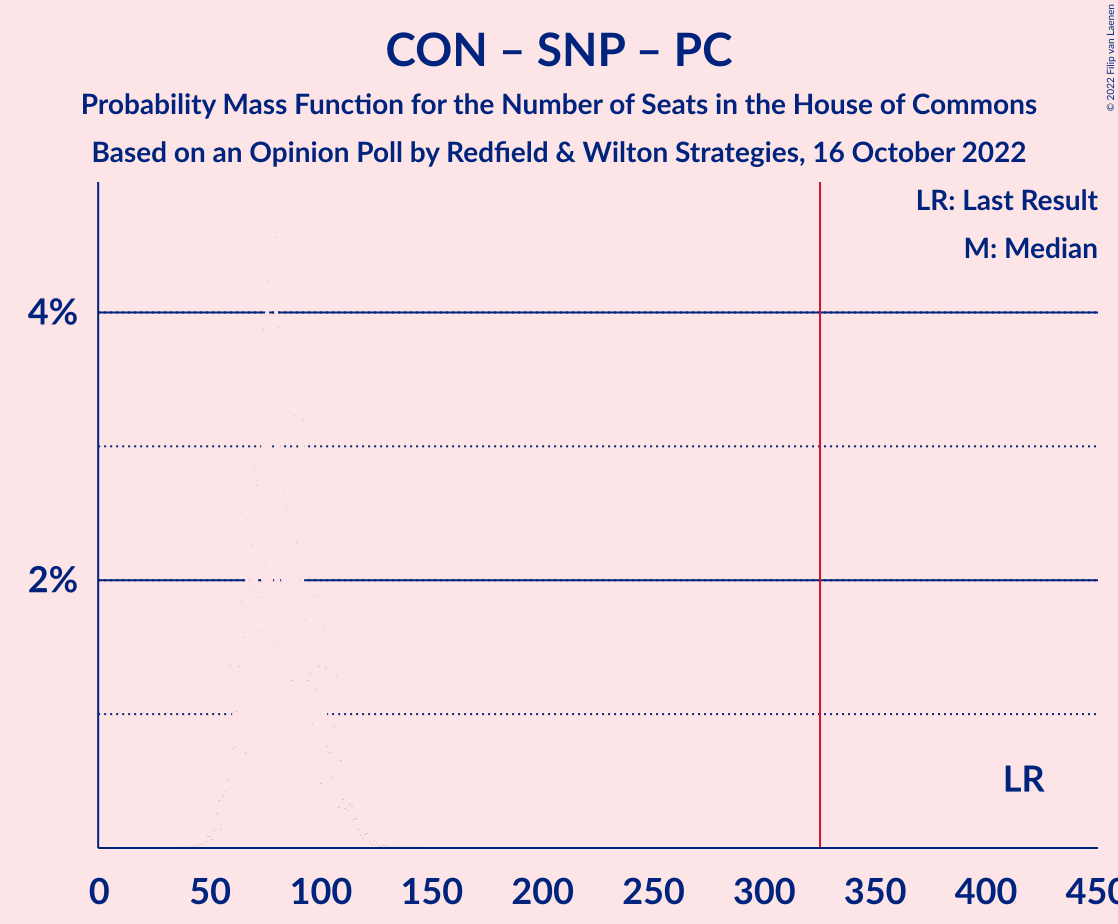 CON – SNP – PC
Probability Mass Function for the Number of Seats in the House of Commons
Based on an Opinion Poll by Redfield & Wilton Strategies, 16 October 2022
© 2022 Filip van Laenen
LR: Last Result
M: Median
4%
2%
LR
0 50 100 150 200 250 300 350 400 450